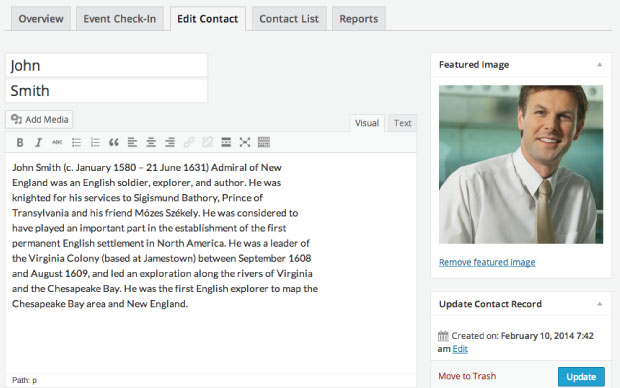 Overview Event Check-In Edit Contact Contact List Reports
John
Smith
Add Media
Visual Text
B I ABC
John Smith (c. January 1580 – 21 June 1631) Admiral of New
England was an English soldier, explorer, and author. He was
knighted for his services to Sigismund Bathory, Prince of
Transylvania and his friend Mózes Székely. He was considered to
have played an important part in the establishment of the first
permanent English settlement in North America. He was a leader of
the Virginia Colony (based at Jamestown) between September 1608
and August 1609, and led an exploration along the rivers of Virginia
and the Chesapeake Bay. He was the first English explorer to map the
Chesapeake Bay area and New England.
Path: p
Featured Image
Remove featured image
Update Contact Record
Created on: February 10, 2014 7:42
am Edit
Move to Trash Update